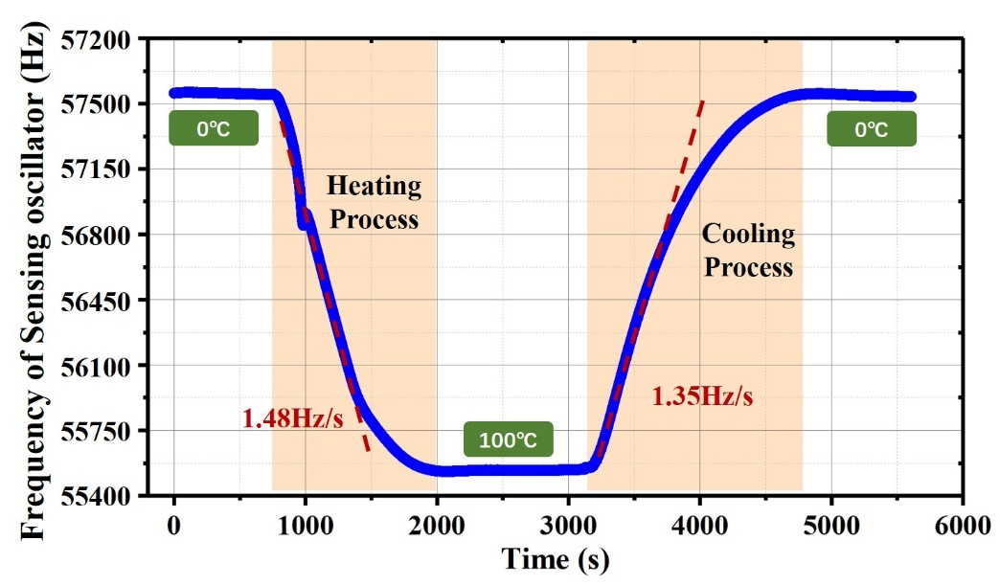 Frequency of Sensing oscillator (Hz)
57200
57500
57150
56800
56450
56100
55750
55400
0℃
Heating
Process
1.48Hz/s
100℃
Cooling
Process
1.35Hz/s
0℃
0
1000
2000
3000
4000
5000
6000
Time (s)